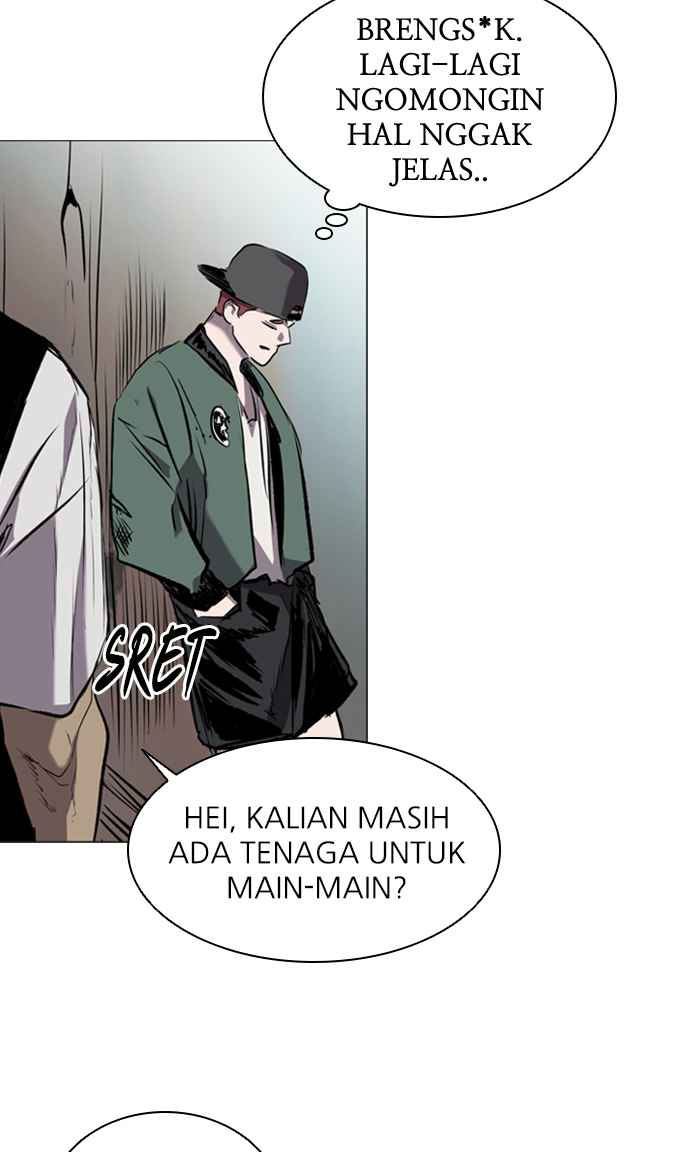 BRENGS*K.
LAGI-LAGI
NGOMONGIN
HAL NGGAK
JELAS..
SRET
HEI, KALIAN MASIH
ADA TENAGA UNTUK
MAIN-MAIN?